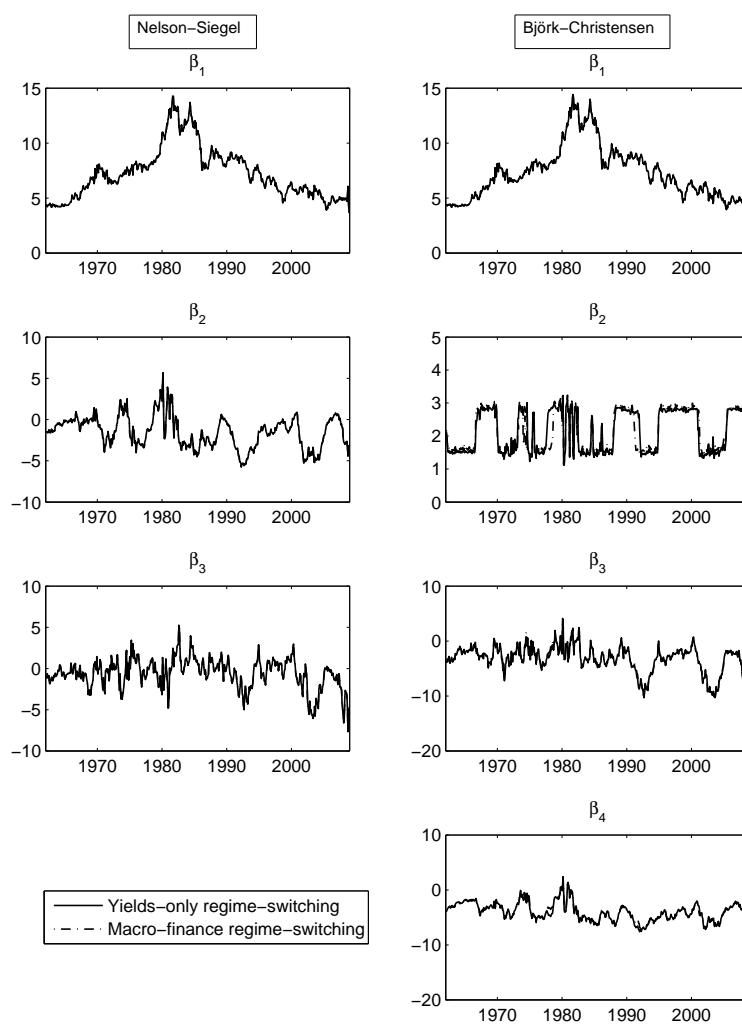 Nelson−Siegel
β1
15
10
5
0
1970 1980 1990 2000
β2
10
5
0
−5
−10
1970 1980 1990 2000
β3
10
5
0
−5
−10
1970 1980 1990 2000
Yields−only regime−switching
Macro−finance regime−switching
Björk−Christensen
β1
15
10
5
0
1970 1980 1990 2000
β2
5
4
3
2
1
0
1970 1980 1990 2000
β3
10
0
−10
−20
1970 1980 1990 2000
β4
10
0
−10
−20
1970 1980 1990 2000